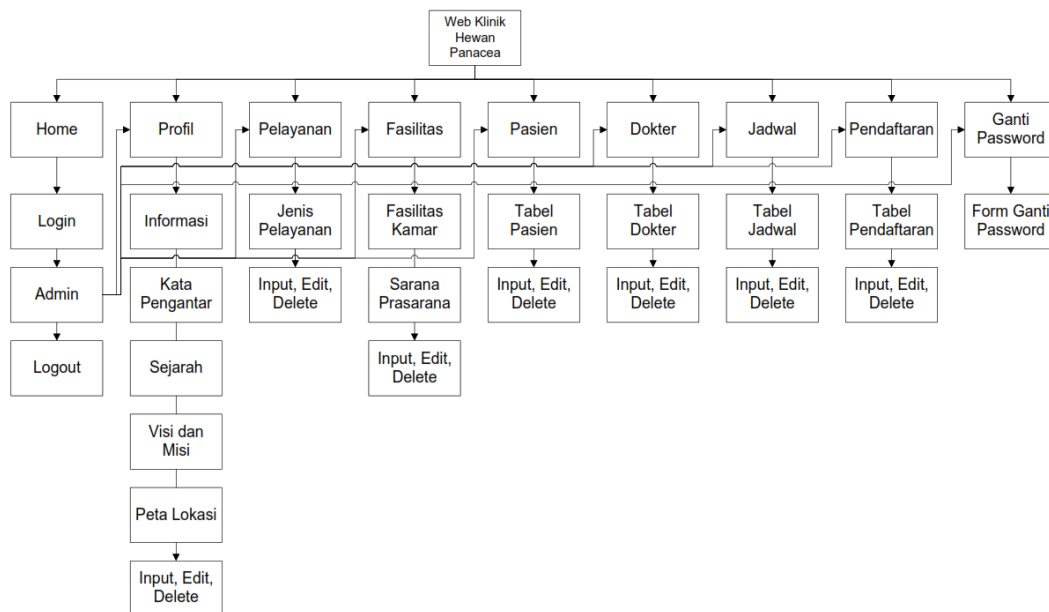 Web Klinik
Hewan
Panacea
Home
Profil
Pelayanan
Fasilitas
Pasien
Dokter
Jadwal
Pendaftaran
Ganti
Password
Login
Informasi
Jenis
Pelayanan
Fasilitas
Kamar
Tabel
Pasien
Tabel
Dokter
Tabel
Jadwal
Tabel
Pendaftaran
Form Ganti
Password
Admin
Kata
Pengantar
Input, Edit,
Delete
Sarana
Prasarana
Input, Edit,
Delete
Input, Edit,
Delete
Input, Edit,
Delete
Input, Edit,
Delete
Logout
Sejarah
Input, Edit,
Delete
Visi dan
Misi
Peta Lokasi
Input, Edit,
Delete